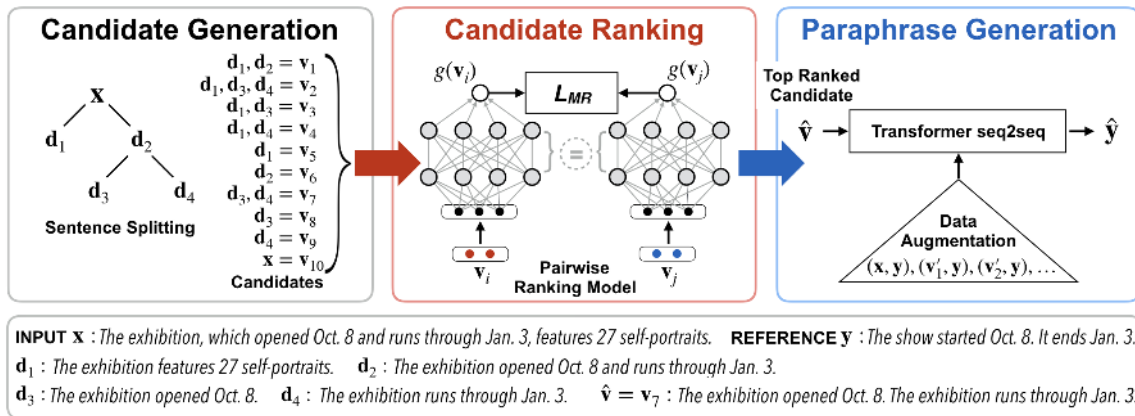 Candidate Generation
x
d1
d2
d3
d4
Sentence Splitting
d1, d2 = v1
d1, d3, d4 = v2
d1, d3 = v3
d1, d4 = v4
d1 = v5
d2 = v6
d3, d4 = v7
d3 = v8
d4 = v9
x = v10
Candidates
Candidate Ranking
g(vi)
LMR
g(vj)
=
vi
Pairwise
Ranking Model
vj
Paraphrase Generation
Top Ranked
Candidate
v̂
Transformer seq2seq
ŷ
Data
Augmentation
(x, y), (v′1, y), (v′2, y), …
INPUT x : The exhibition, which opened Oct. 8 and runs through Jan. 3, features 27 self-portraits. REFERENCE y : The show started Oct. 8. It ends Jan. 3.
d1 : The exhibition features 27 self-portraits. d2 : The exhibition opened Oct. 8 and runs through Jan. 3.
d3 : The exhibition opened Oct. 8. d4 : The exhibition runs through Jan. 3. v̂ = v7 : The exhibition opened Oct. 8. The exhibition runs through Jan. 3.